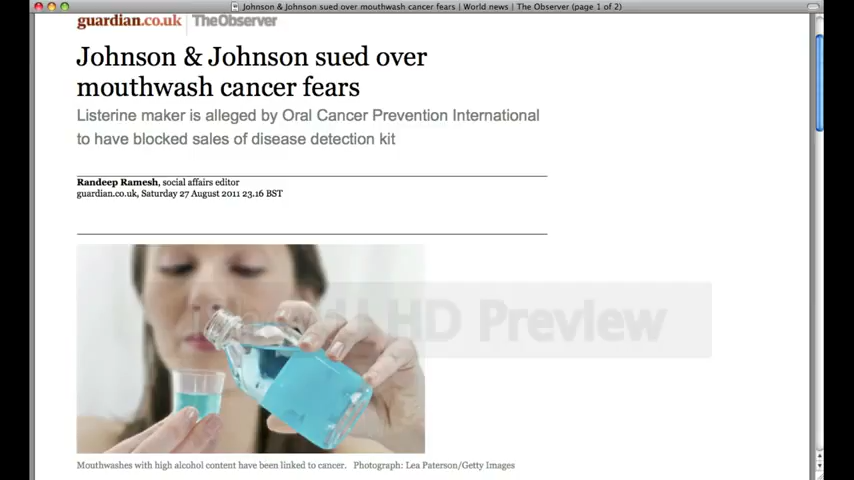 Johnson & Johnson sued over mouthwash cancer fears | World news | The Observer (page 1 of 2)
guardian.co.uk | TheObserver
Johnson & Johnson sued over
mouthwash cancer fears
Listerine maker is alleged by Oral Cancer Prevention International
to have blocked sales of disease detection kit
Randeep Ramesh, social affairs editor
guardian.co.uk, Saturday 27 August 2011 23.16 BST
HD Preview
Mouthwashes with high alcohol content have been linked to cancer. Photograph: Lea Paterson/Getty Images